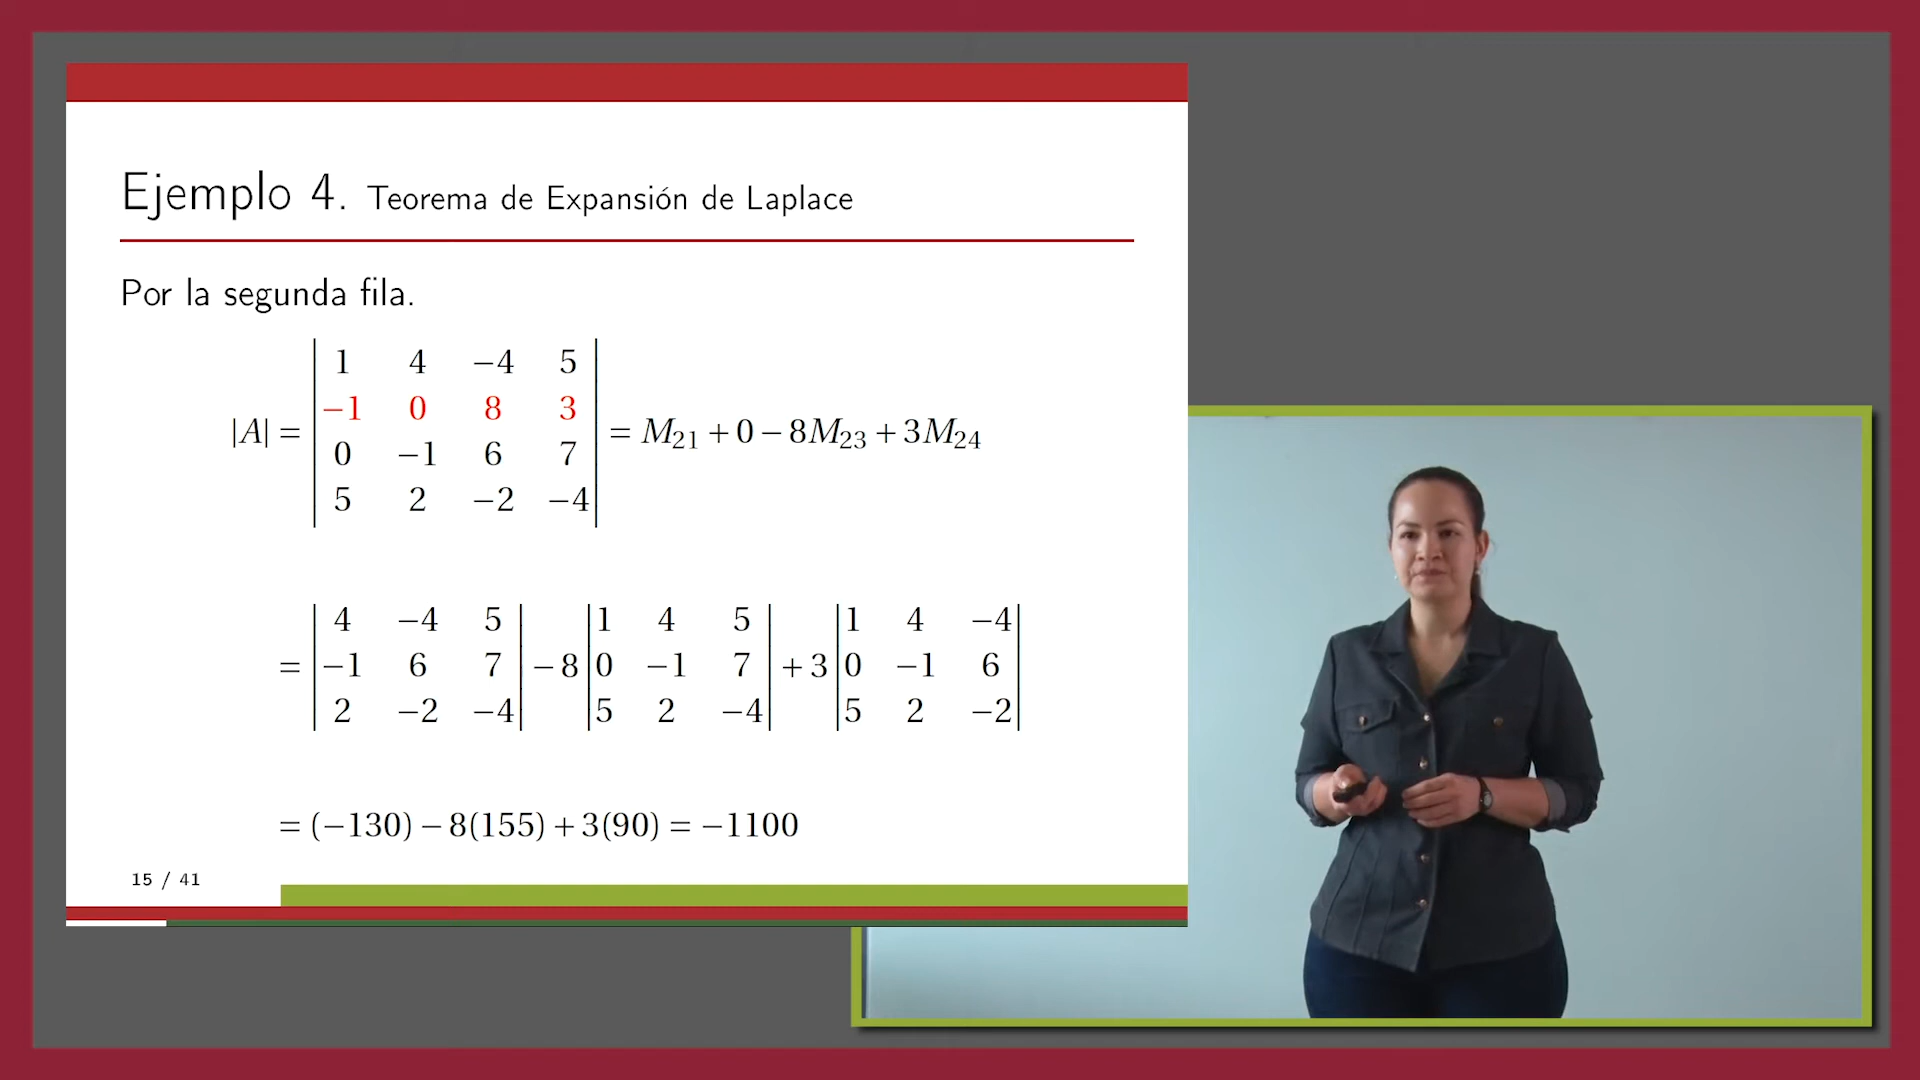 Ejemplo 4. Teorema de Expansión de Laplace
Por la segunda fila.
1 4 −4 5
−1 0 8 3
|A| = = M21 + 0 − 8M23 + 3M24
0 −1 6 7
5 2 −2 −4
4 −4 5 1 4 5 1 4 −4
= −1 6 7 − 8 0 −1 7 + 3 0 −1 6
2 −2 −4 5 2 −4 5 2 −2
= (−130) − 8(155) + 3(90) = −1100
15 / 41